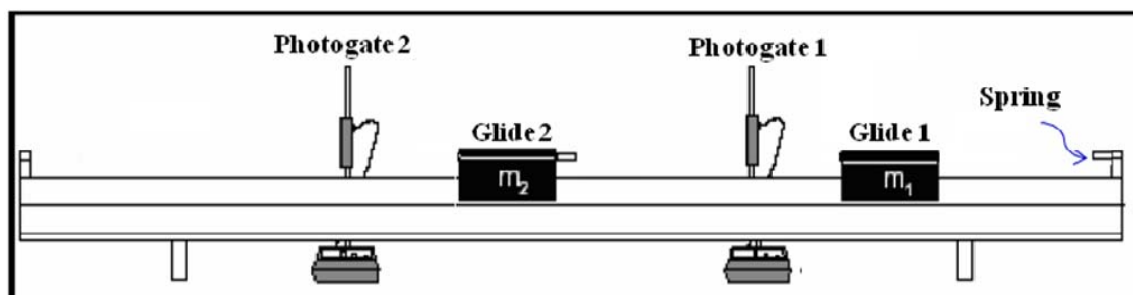 Photogate 2
Photogate 1
Spring
Glide 2
Glide 1
m2
m1